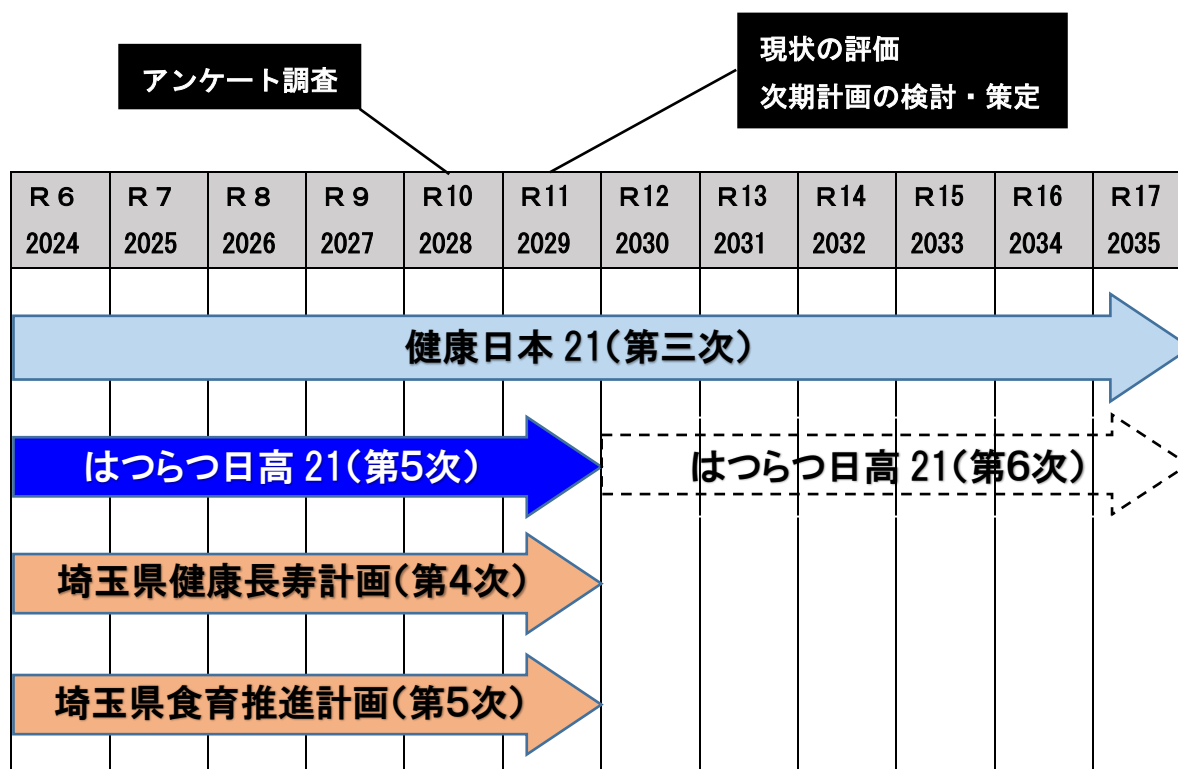 アンケート調査
現状の評価
次期計画の検討・策定
R6 R7 R8 R9 R10 R11 R12 R13 R14 R15 R16 R17
2024 2025 2026 2027 2028 2029 2030 2031 2032 2033 2034 2035
健康日本 21(第三次)
はつらつ日高 21(第5次)
はつらつ日高 21(第6次)
埼玉県健康長寿計画(第4次)
埼玉県食育推進計画(第5次)